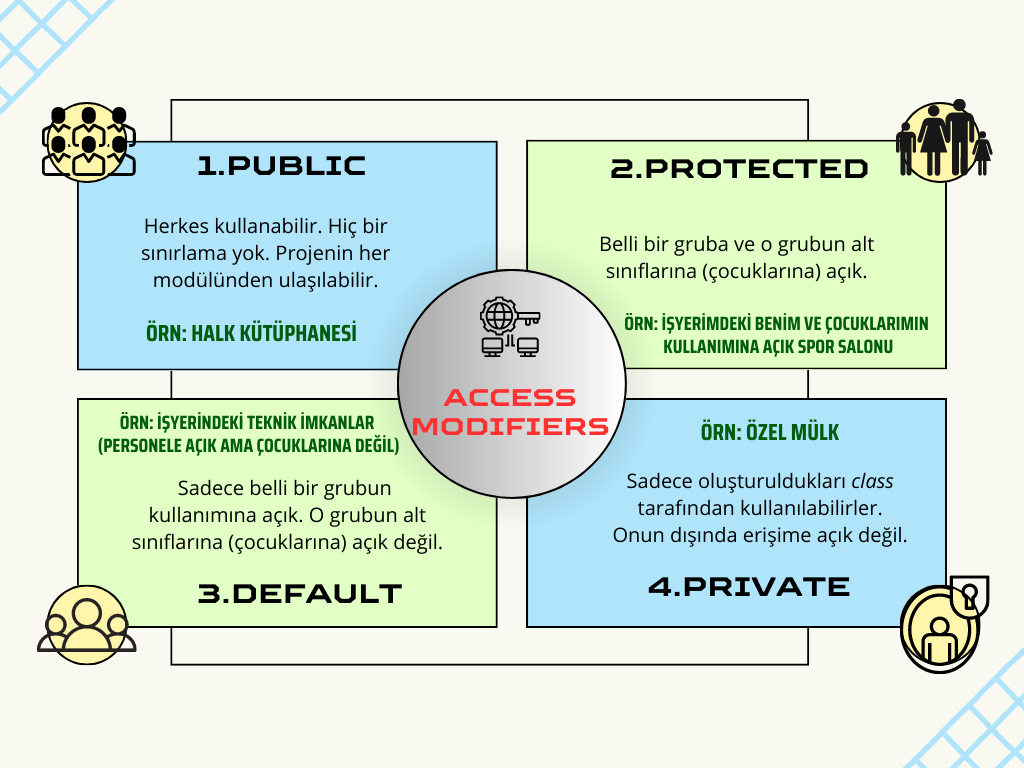 1.PUBLIC
Herkes kullanabilir. Hiç bir
sınırlama yok. Projenin her
modülünden ulaşılabilir.
ÖRN: HALK KÜTÜPHANESİ
2.PROTECTED
Belli bir gruba ve o grubun alt
sınıflarına (çocuklarına) açık.
ÖRN: İŞYERİMDEKİ BENİM VE ÇOCUKLARIMIN
KULLANIMINA AÇIK SPOR SALONU
ACCESS
MODIFIERS
ÖRN: İŞYERİNDEKİ TEKNİK İMKANLAR
(PERSONELE AÇIK AMA ÇOCUKLARINA DEĞİL)
Sadece belli bir grubun
kullanımına açık. O grubun alt
sınıflarına (çocuklarına) açık değil.
3.DEFAULT
ÖRN: ÖZEL MÜLK
Sadece oluşturuldukları class
tarafından kullanılabilirler.
Onun dışında erişime açık değil.
4.PRIVATE